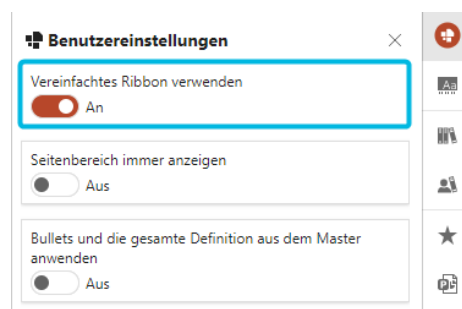 Benutzereinstellungen
Vereinfachtes Ribbon verwenden
An
Aa
Seitenbereich immer anzeigen
Aus
Bullets und die gesamte Definition aus dem Master
anwenden
Aus
P